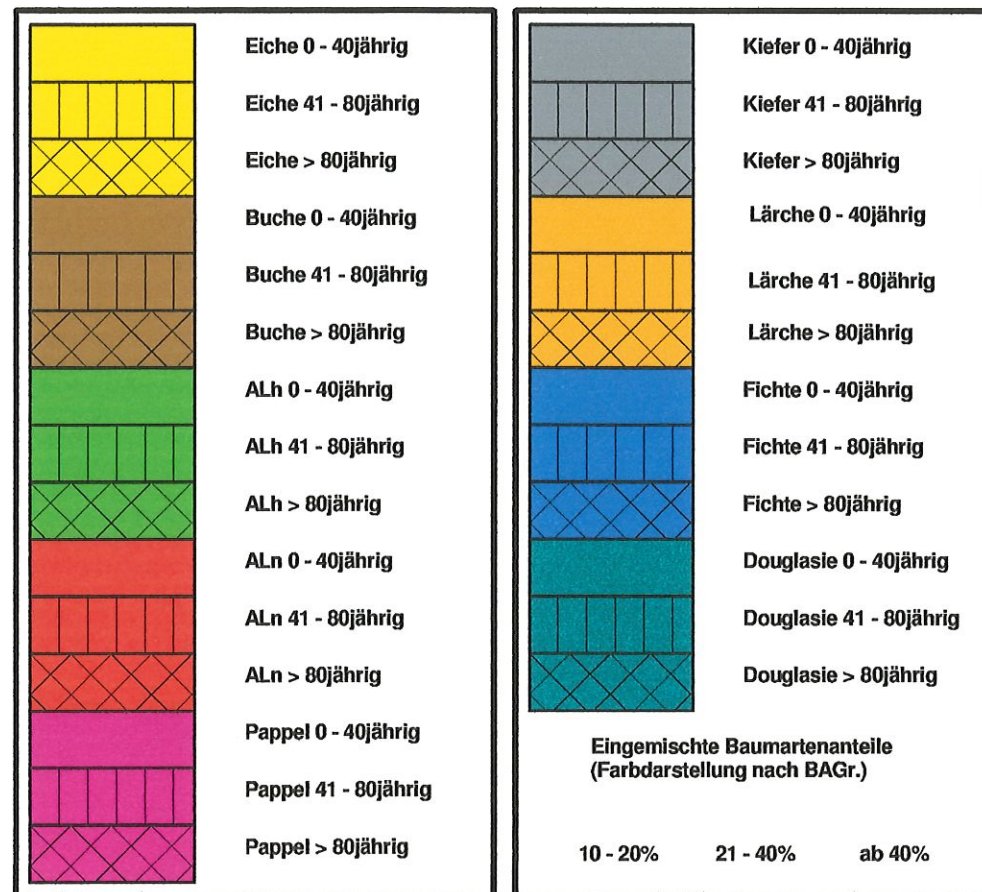 Eiche 0 - 40jährig
Eiche 41 - 80jährig
Eiche > 80jährig
Buche 0 - 40jährig
Buche 41 - 80jährig
Buche > 80jährig
ALh 0 - 40jährig
ALh 41 - 80jährig
ALh > 80jährig
ALn 0 - 40jährig
ALn 41 - 80jährig
ALn > 80jährig
Pappel 0 - 40jährig
Pappel 41 - 80jährig
Pappel > 80jährig
Kiefer 0 - 40jährig
Kiefer 41 - 80jährig
Kiefer > 80jährig
Lärche 0 - 40jährig
Lärche 41 - 80jährig
Lärche > 80jährig
Fichte 0 - 40jährig
Fichte 41 - 80jährig
Fichte > 80jährig
Douglasie 0 - 40jährig
Douglasie 41 - 80jährig
Douglasie > 80jährig
Eingemischte Baumartenanteile
(Farbdarstellung nach BAGr.)
10 - 20% 21 - 40% ab 40%